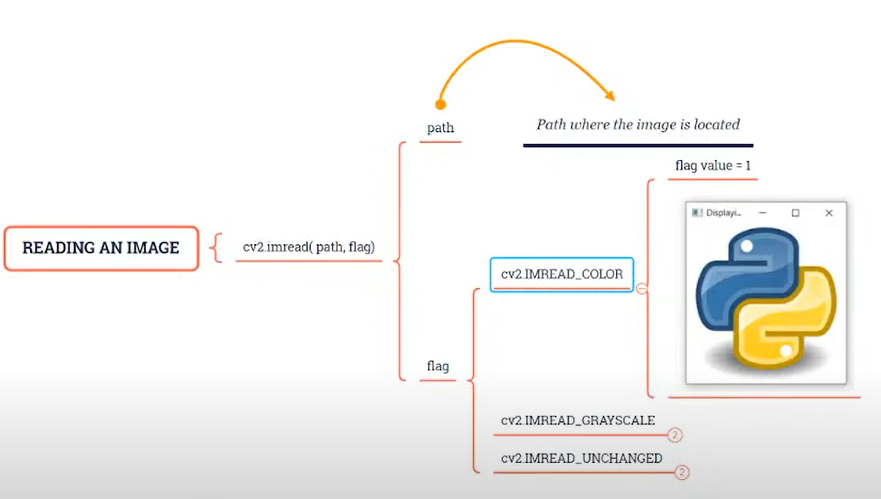 READING AN IMAGE
cv2.imread( path, flag)
path
Path where the image is located
flag
cv2.IMREAD_COLOR
flag value = 1
Displayi...
cv2.IMREAD_GRAYSCALE
2
cv2.IMREAD_UNCHANGED
2